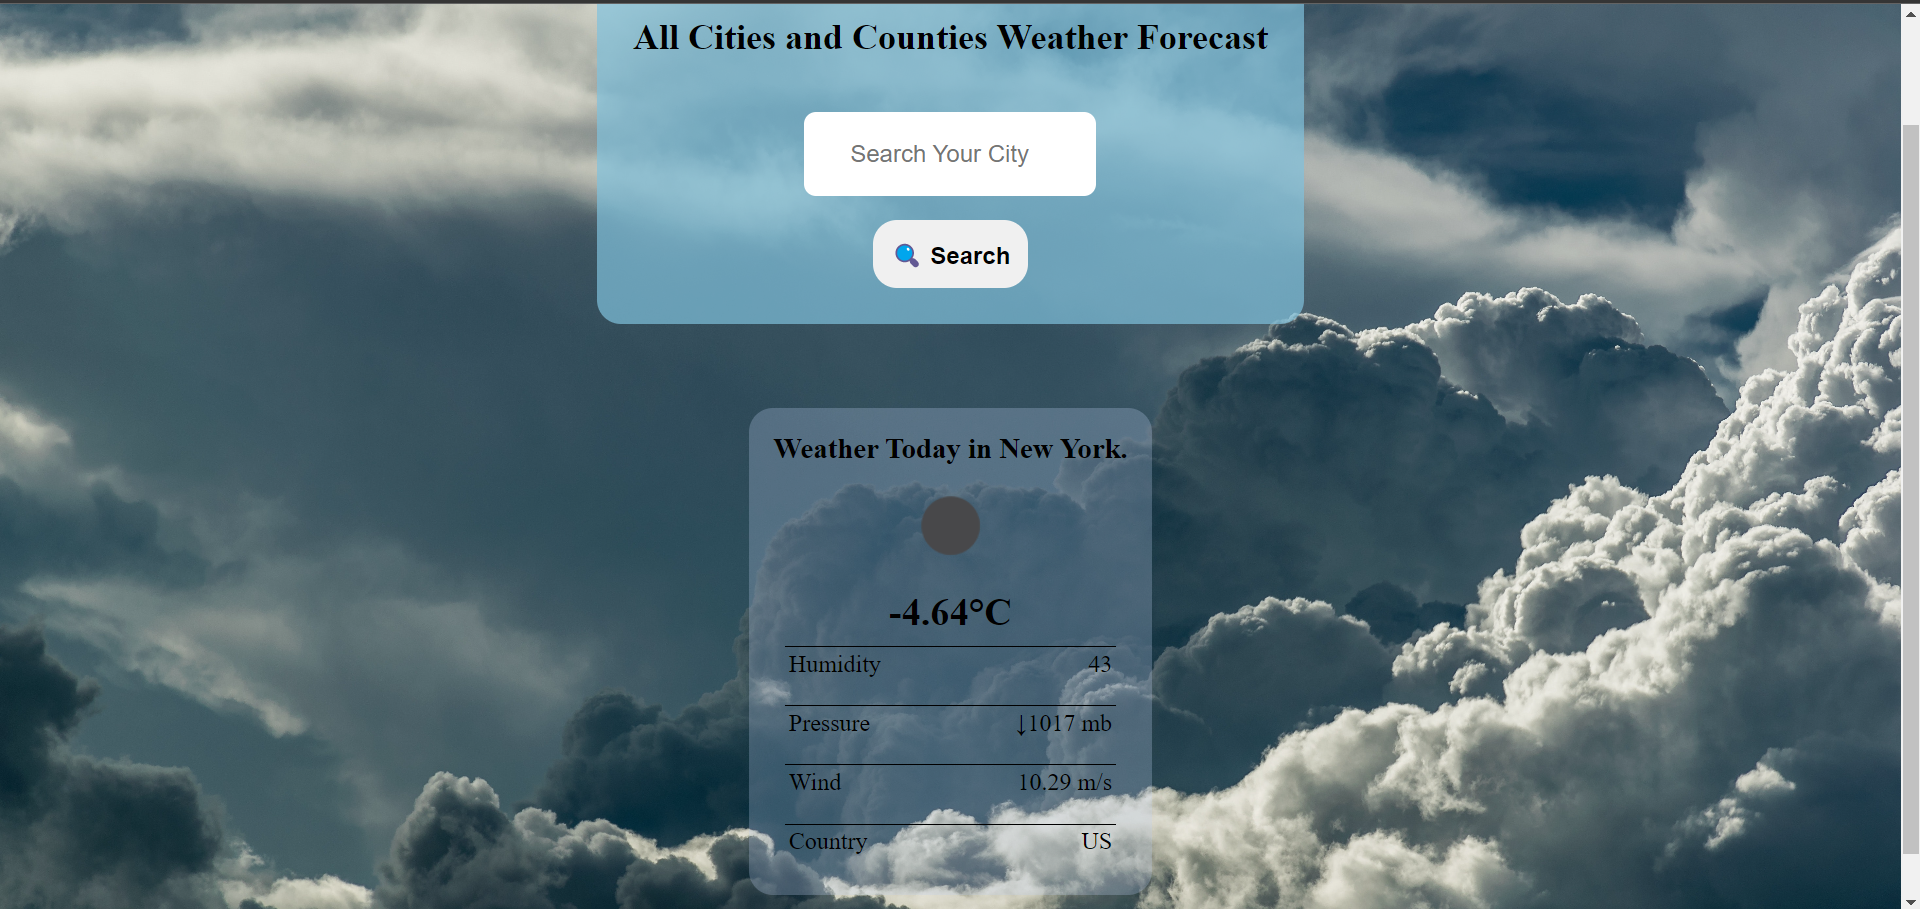 All Cities and Counties Weather Forecast
Search Your City
Search
Weather Today in New York.
-4.64°C
Humidity 43
Pressure ↓1017 mb
Wind 10.29 m/s
Country US